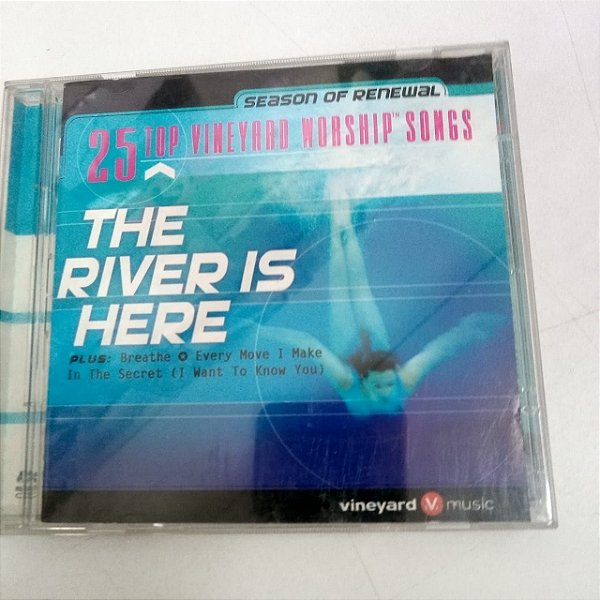 SEASON OF RENEWAL
25 TOP VINEYARD WORSHIP™ SONGS
THE
RIVER IS
HERE
PLUS: Breathe ✪ Every Move I Make
In The Secret (I Want To Know You)
vineyard V. music